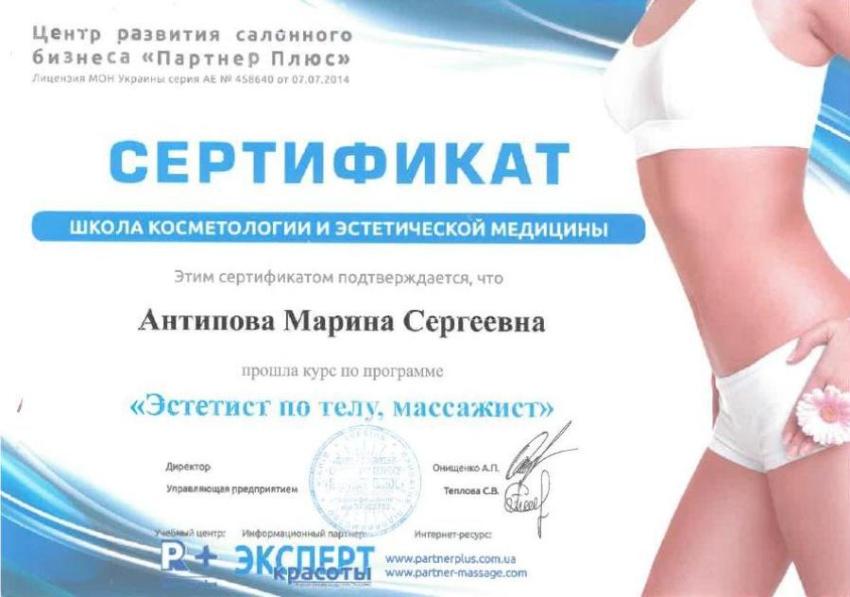 Центр развития салонного
бизнеса «Партнер Плюс»
Лицензия МОН Украины серия АЕ № 458640 от 07.07.2014
СЕРТИФИКАТ
ШКОЛА КОСМЕТОЛОГИИ И ЭСТЕТИЧЕСКОЙ МЕДИЦИНЫ
Этим сертификатом подтверждается, что
Антипова Марина Сергеевна
прошла курс по программе
«Эстетист по телу, массажист»
Директор
Онищенко А.П.
Управляющая предприятием
Теплова С.В.
Учебный центр:
Информационный партнер:
Интернет-ресурс:
P+
ЭКСПЕРТ
красоты
www.partnerplus.com.ua
www.partner-massage.com